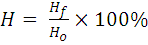 H = H_f / H_o × 100%